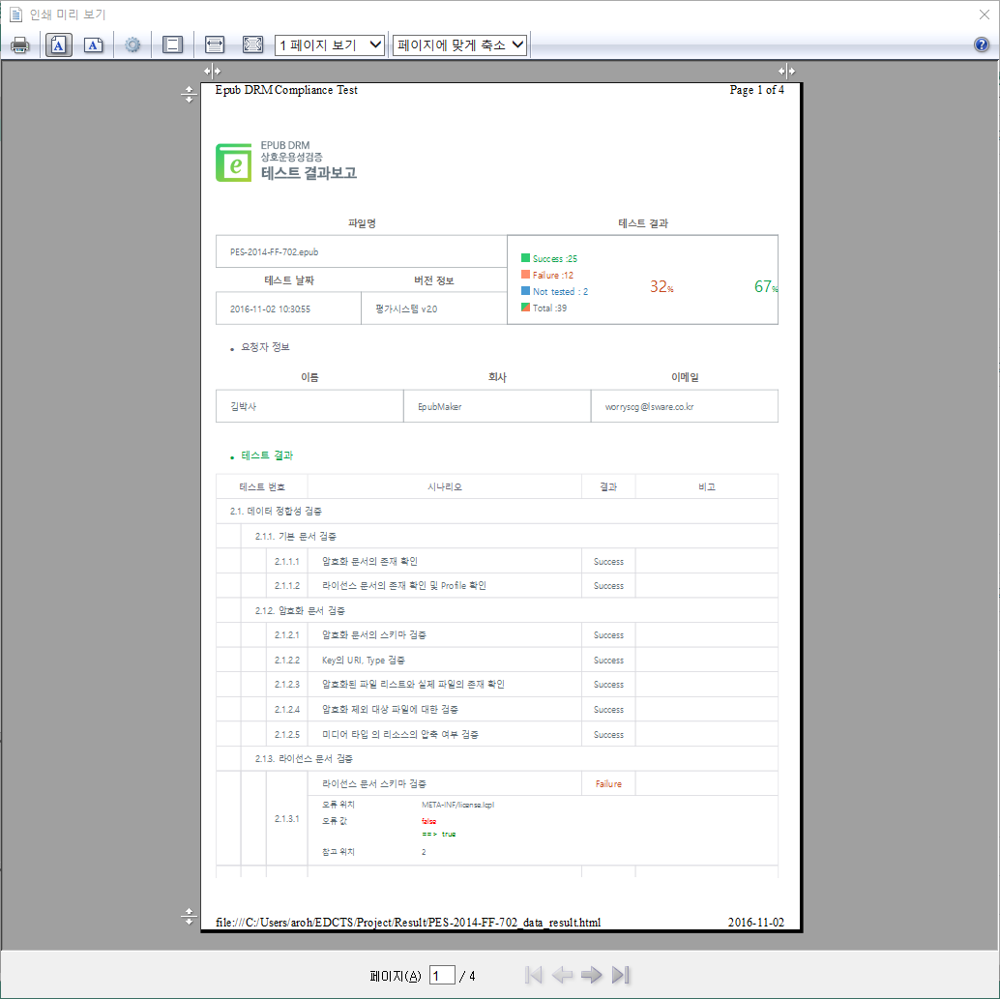 인쇄 미리 보기
1 페이지 보기 페이지에 맞게 축소
Epub DRM Compliance Test Page 1 of 4
EPUB DRM
상호운용성검증
테스트 결과보고
파일명 테스트 결과
PES-2014-FF-702.epub
Success :25
Failure :12
Not tested : 2
Total :39
32%
67%
테스트 날짜 버전 정보
2016-11-02 10:30:55 평가시스템 v2.0
요청자 정보
이름 회사 이메일
김박사 EpubMaker worryscg@lsware.co.kr
테스트 결과
테스트 번호 시나리오 결과 비고
2.1. 데이터 정합성 검증
2.1.1. 기본 문서 검증
2.1.1.1 암호화 문서의 존재 확인 Success
2.1.1.2 라이선스 문서의 존재 확인 및 Profile 확인 Success
2.1.2. 암호화 문서 검증
2.1.2.1 암호화 문서의 스키마 검증 Success
2.1.2.2 Key의 URI, Type 검증 Success
2.1.2.3 암호화된 파일 리스트와 실제 파일의 존재 확인 Success
2.1.2.4 암호화 제외 대상 파일에 대한 검증 Success
2.1.2.5 미디어 타입 의 리소스의 압축 여부 검증 Success
2.1.3. 라이선스 문서 검증
2.1.3.1 라이선스 문서 스키마 검증 Failure
오류 위치 META-INF/license.lcpl
오류 값 false
==> true
참고 위치 2
file:///C:/Users/aroh/EDCTS/Project/Result/PES-2014-FF-702_data_result.html 2016-11-02
페이지(A) 1 / 4